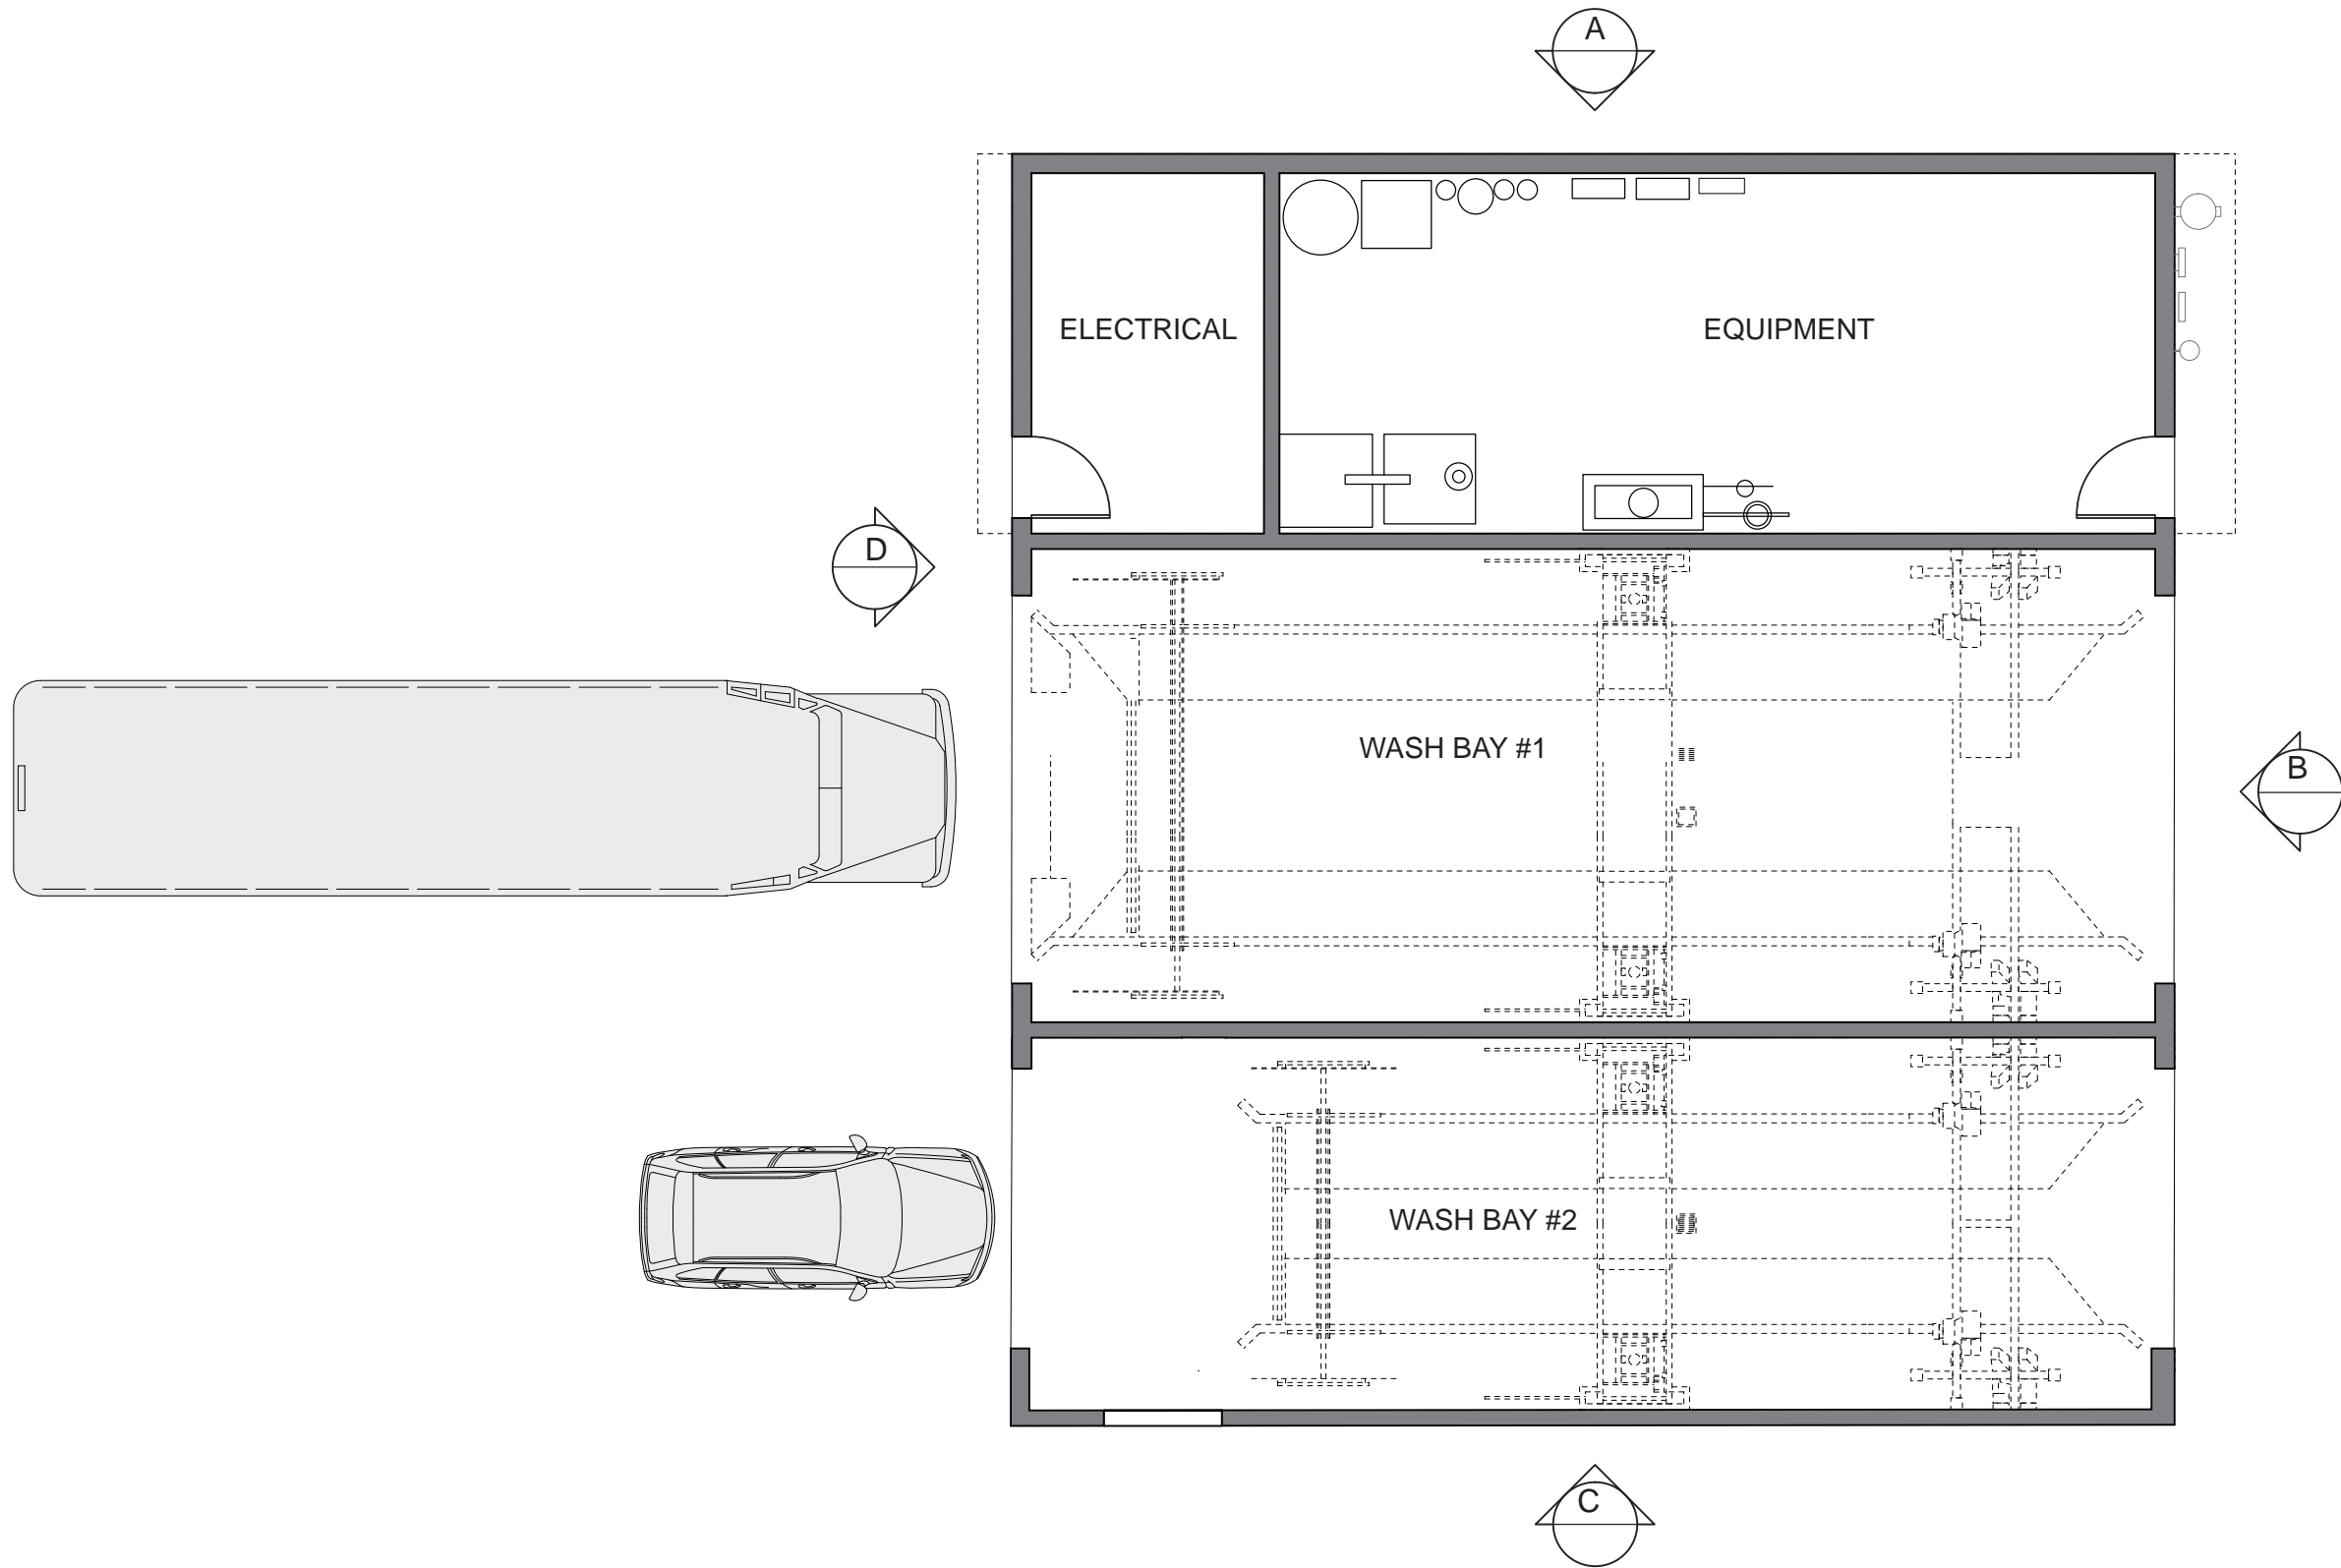 A
ELECTRICAL
EQUIPMENT
D
WASH BAY #1
B
WASH BAY #2
C